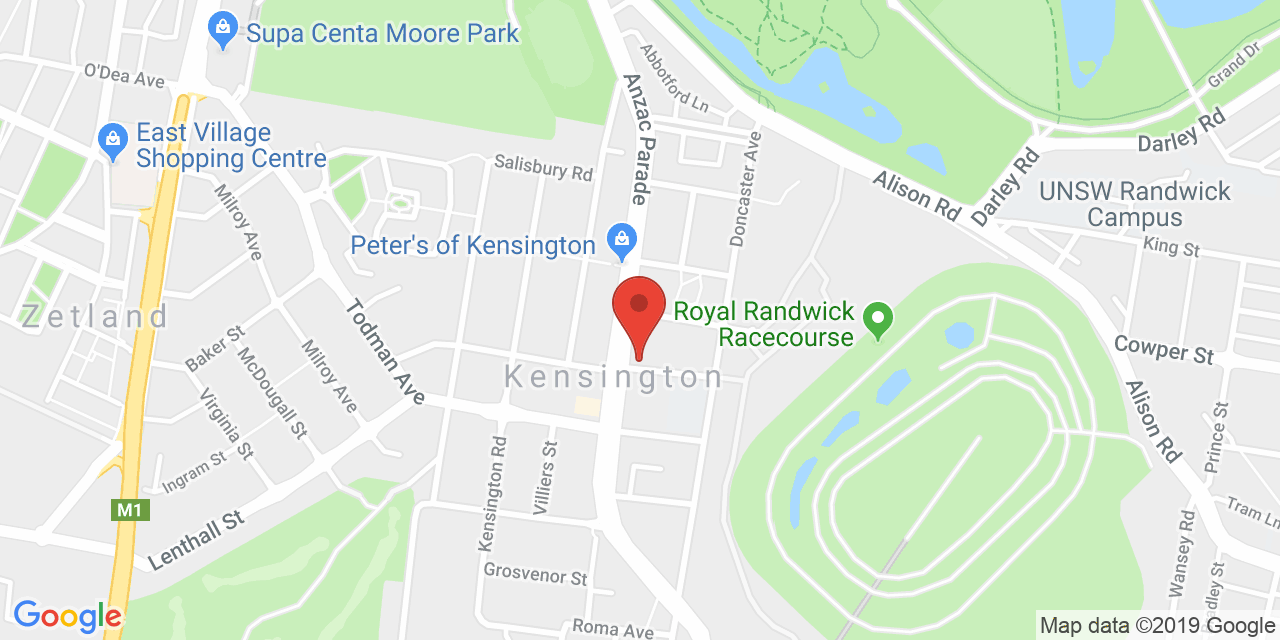 Supa Centa Moore Park
O'Dea Ave
Abbotford Ln
Grand Dr
Anzac Parade
East Village
Shopping Centre
Darley Rd
Salisbury Rd
Doncaster Ave
Alison Rd
Darley Rd
UNSW Randwick
Campus
Milroy Ave
King St
Peter's of Kensington
Zetland
Todman Ave
Royal Randwick
Racecourse
Baker St
Milroy Ave
McDougall St
Cowper St
Kensington
Virginia St
Alison Rd
Prince St
Ingram St
Kensington Rd
Villiers St
M1
Lenthall St
Tram Ln
Wansey Rd
Grosvenor St
edley St
Roma Ave
Google
Map data ©2019 Google